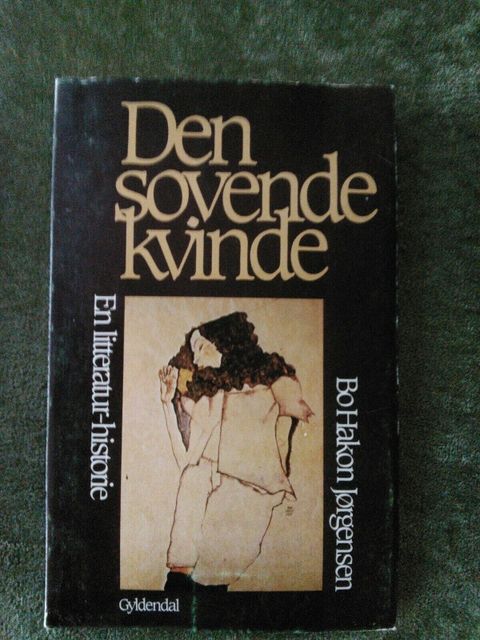 Den
sovende
kvinde
En litteratur-historie
Bo Hakon Jørgensen
Gyldendal